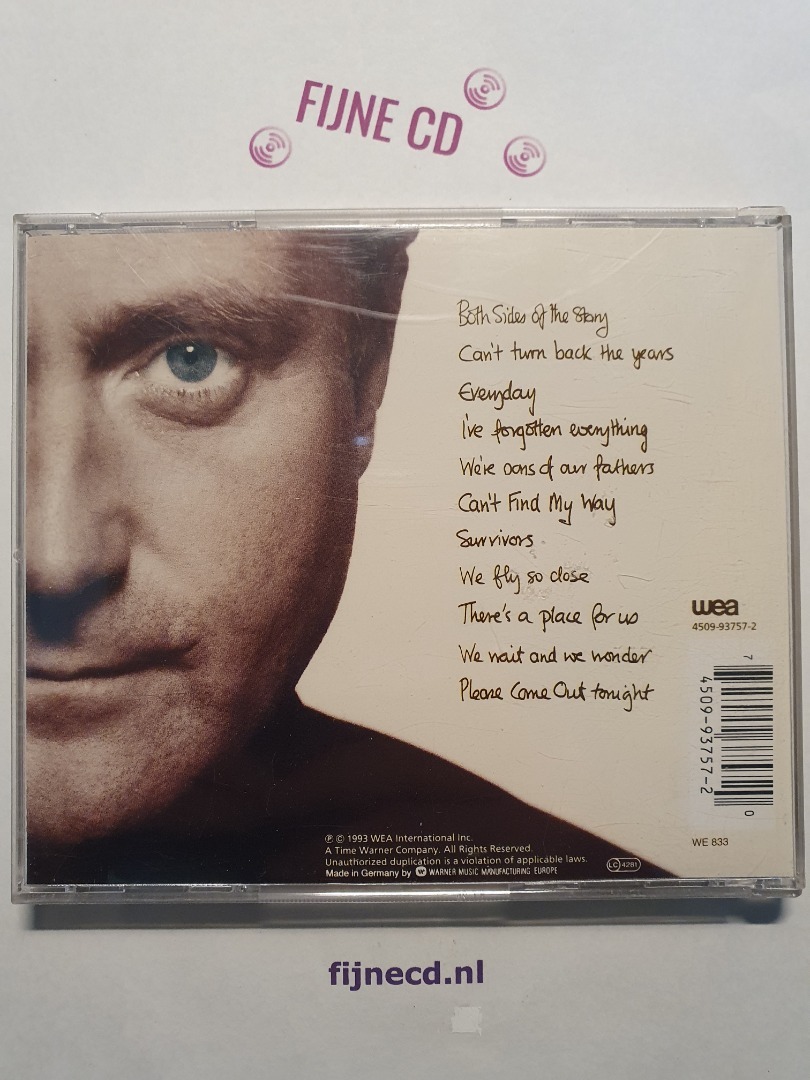 FIJNE CD
Both Sides of the Story
Can't turn back the years
Everyday
I've forgotten everything
We're sons of our fathers
Can't Find My Way
Survivors
We fly so close
There's a place for us
We wait and we wonder
Please Come Out tonight
wea
4509-93757-2
7 4509-93757-2 0
WE 833
℗ © 1993 WEA International Inc.
A Time Warner Company. All Rights Reserved.
Unauthorized duplication is a violation of applicable laws.
LC 4281
Made in Germany by WARNER MUSIC MANUFACTURING EUROPE
fijnecd.nl